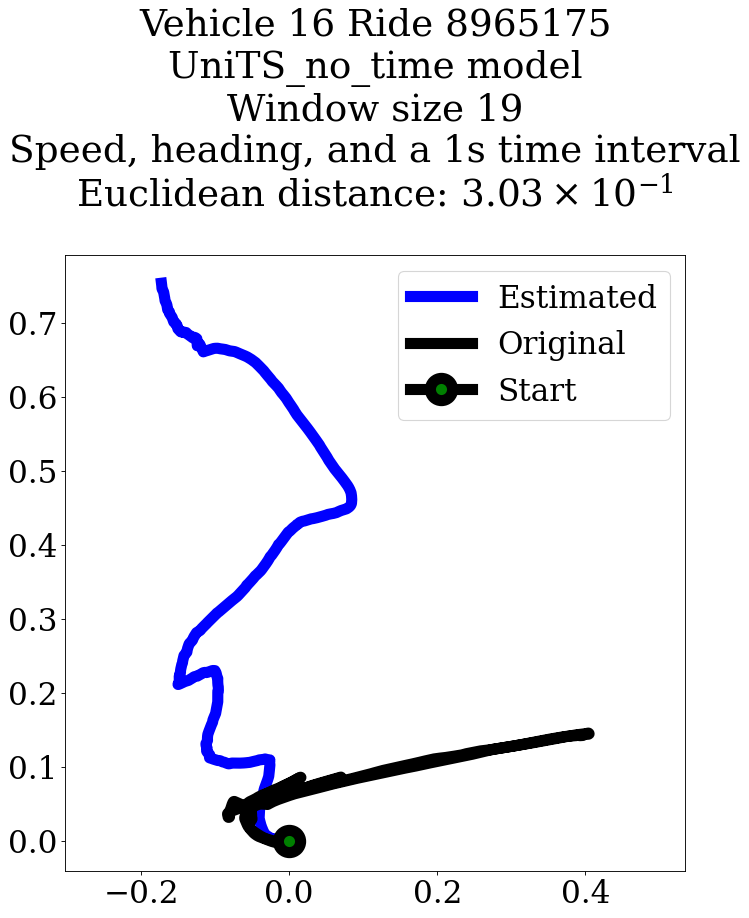 Vehicle 16 Ride 8965175
UniTS_no_time model
Window size 19
Speed, heading, and a 1s time interval
Euclidean distance: 3.03 × 10⁻¹
Estimated
Original
Start
0.7
0.6
0.5
0.4
0.3
0.2
0.1
0.0
−0.2 0.0 0.2 0.4